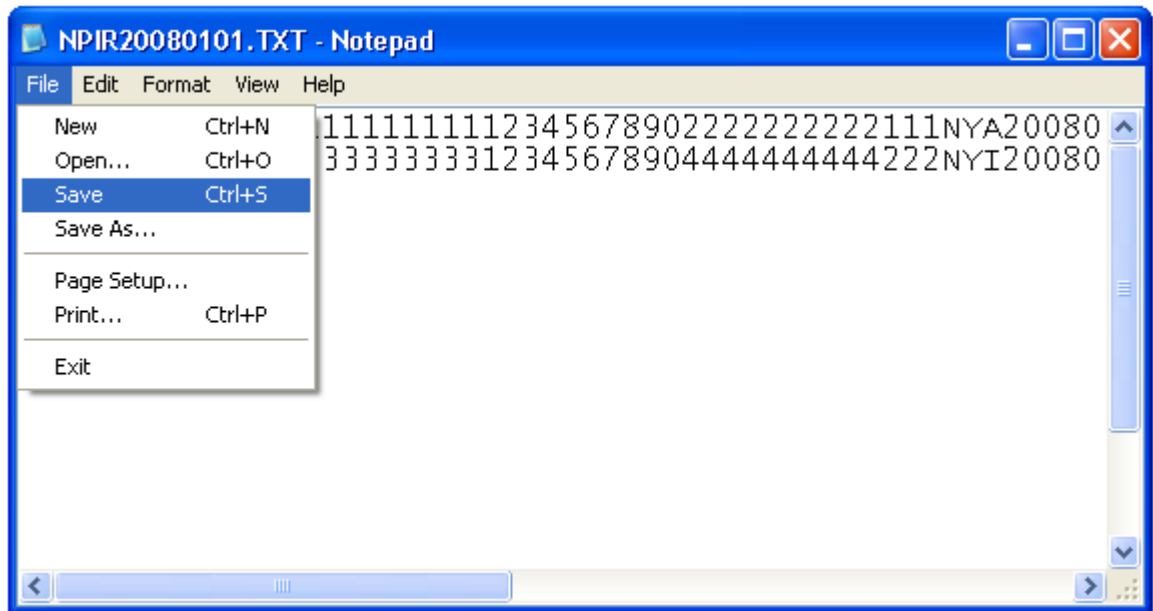 NPIR20080101.TXT - Notepad
File Edit Format View Help
New Ctrl+N
Open... Ctrl+O
Save Ctrl+S
Save As...
Page Setup...
Print... Ctrl+P
Exit
1111111112345678902222222222111NYA20080
3333333312345678904444444444222NYI20080